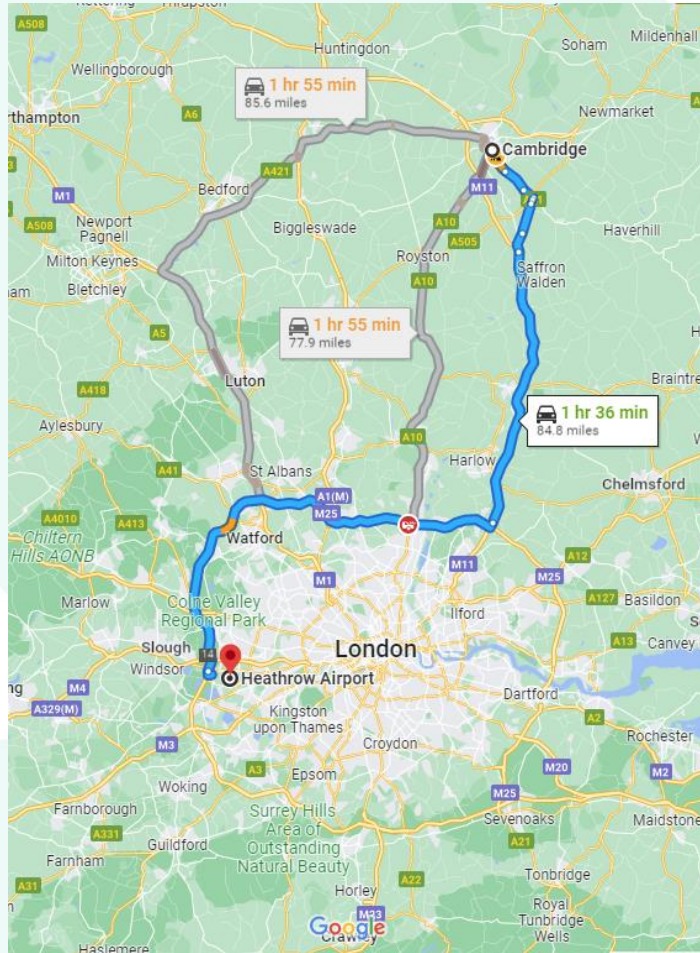 Kettering
Thrapston
A508
Huntingdon
Soham
Mildenhall
Wellingborough
1 hr 55 min
85.6 miles
A6
Newmarket
rthampton
Cambridge
A421
M11
Bedford
M1
A10
A508
Newport
Pagnell
Biggleswade
A505
Haverhill
Royston
Milton Keynes
Bletchley
A10
Saffron
Walden
am
1 hr 55 min
77.9 miles
A5
Luton
A418
Braintre
1 hr 36 min
84.8 miles
Aylesbury
A10
A41
St Albans
Harlow
Chelmsford
A1(M)
M25
A4010
A413
Watford
Chiltern
Hills AONB
M11
A12
M1
M25
Marlow
Colne Valley
Regional Park
A127
Basildon
Ilford
Slough
14
London
A13
Canvey
Windsor
Heathrow Airport
M4
A329(M)
Dartford
Kingston
upon Thames
A2
M3
Rochester
Croydon
A3
M20
M2
Woking
Epsom
M25
Farnborough
Sevenoaks
Maidstone
Surrey Hills
Area of
Outstanding
Natural Beauty
A331
Guildford
A21
Farnham
Tonbridge
A31
Horley
A22
Royal
Tunbridge
Wells
Google
M23
Crawley
Haslemere